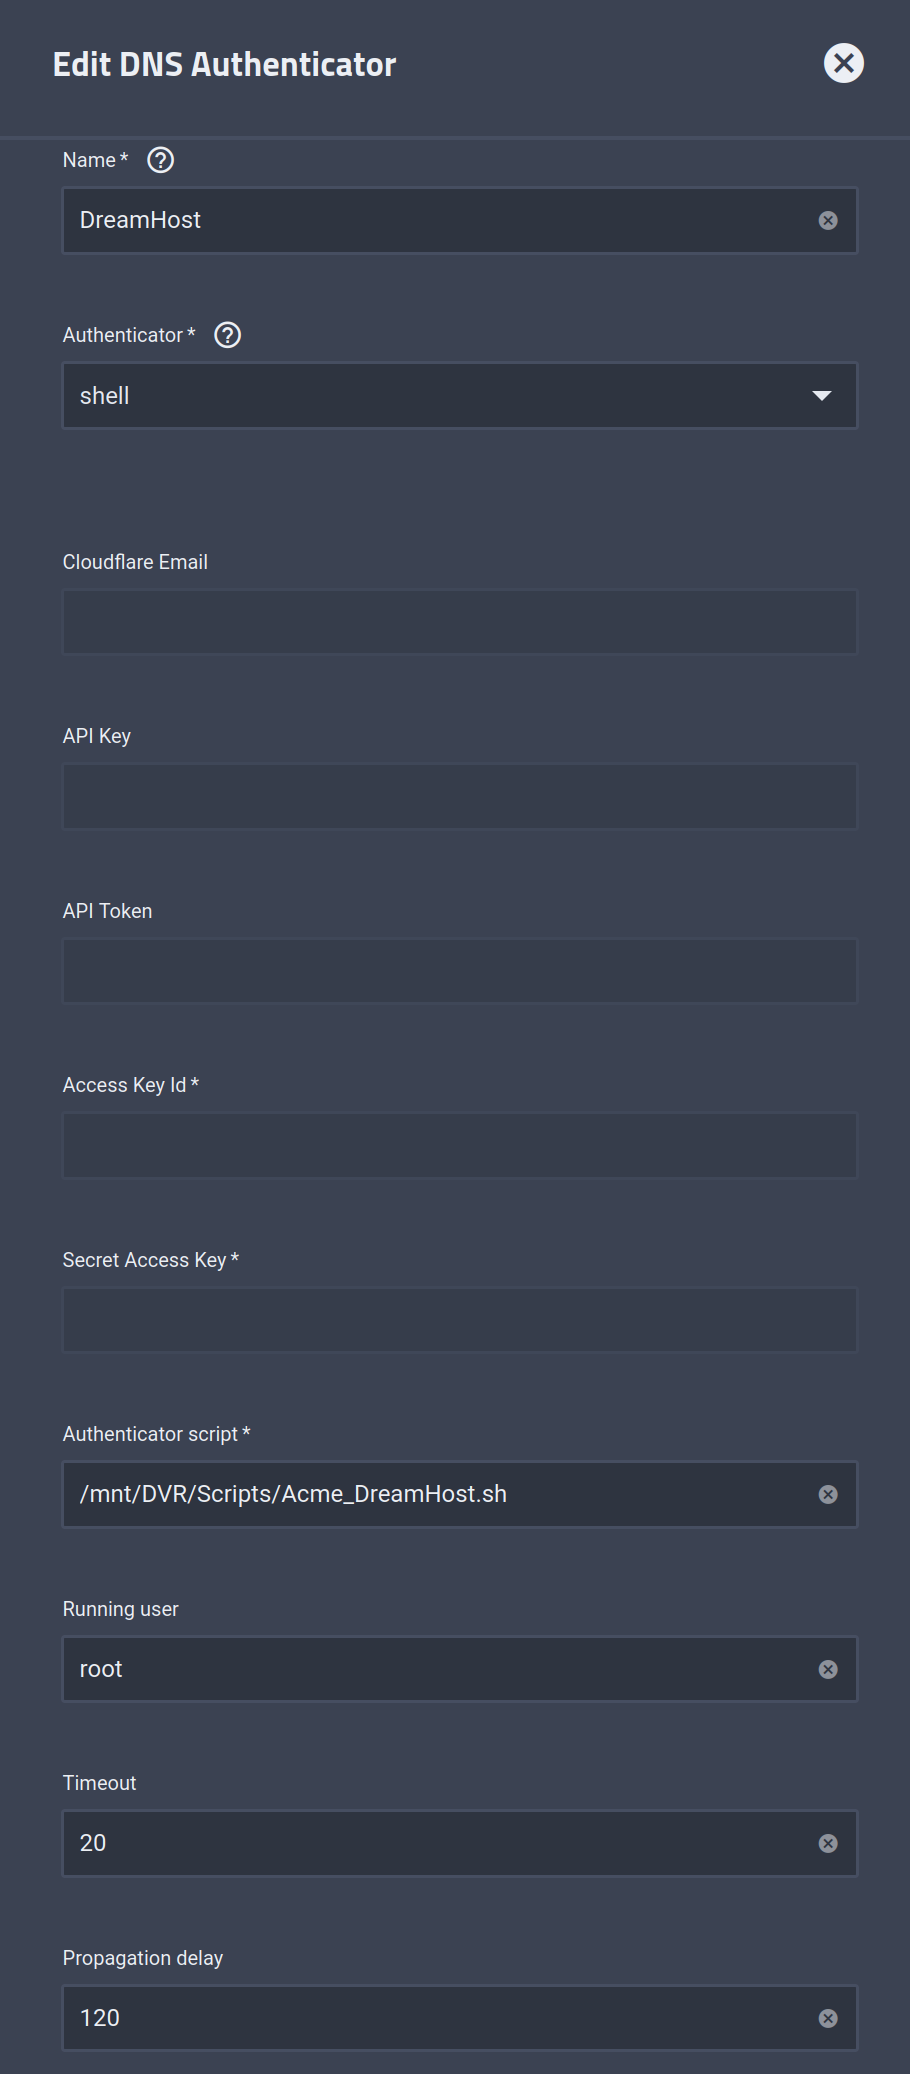 Edit DNS Authenticator
Name *
DreamHost
Authenticator *
shell
Cloudflare Email
API Key
API Token
Access Key Id *
Secret Access Key *
Authenticator script *
/mnt/DVR/Scripts/Acme_DreamHost.sh
Running user
root
Timeout
20
Propagation delay
120